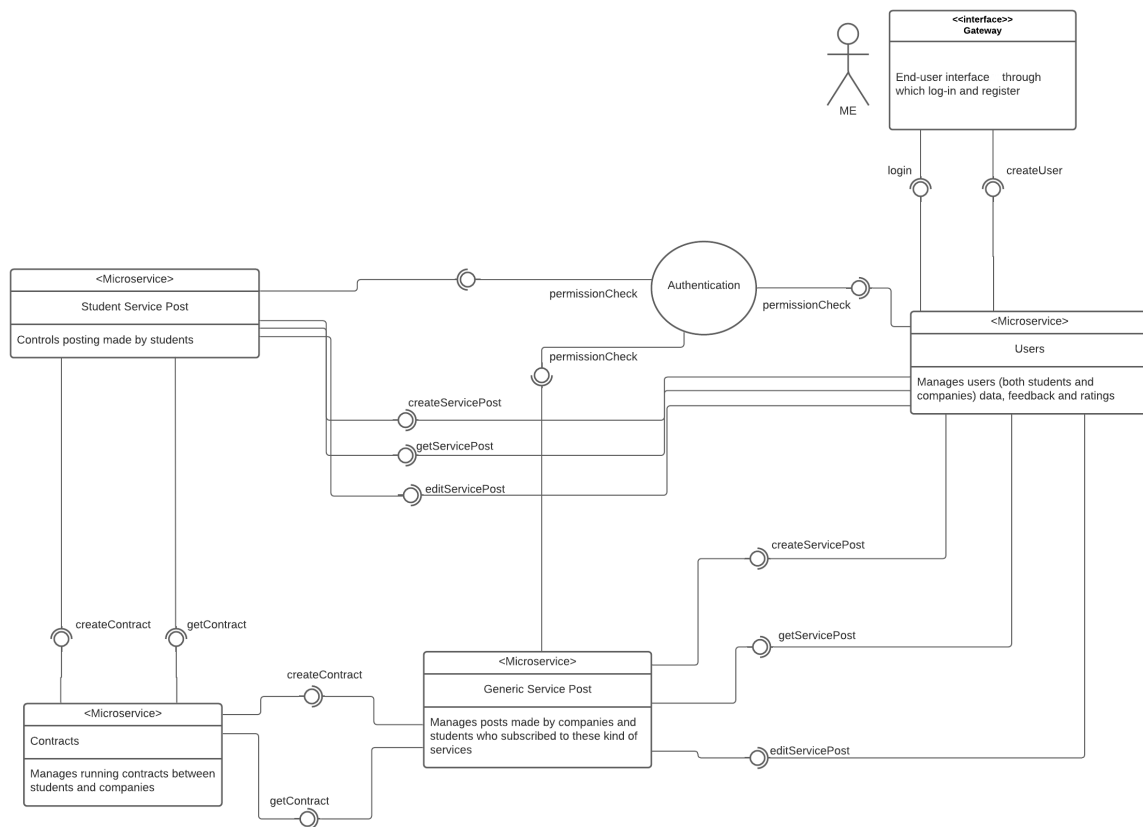 <<interface>>
Gateway
End-user interface through
which log-in and register
ME
login
createUser
<Microservice>
Student Service Post
Controls posting made by students
permissionCheck
Authentication
permissionCheck
permissionCheck
<Microservice>
Users
Manages users (both students and
companies) data, feedback and ratings
createServicePost
getServicePost
editServicePost
createServicePost
getServicePost
editServicePost
createContract
getContract
createContract
getContract
<Microservice>
Generic Service Post
Manages posts made by companies and
students who subscribed to these kind of
services
<Microservice>
Contracts
Manages running contracts between
students and companies